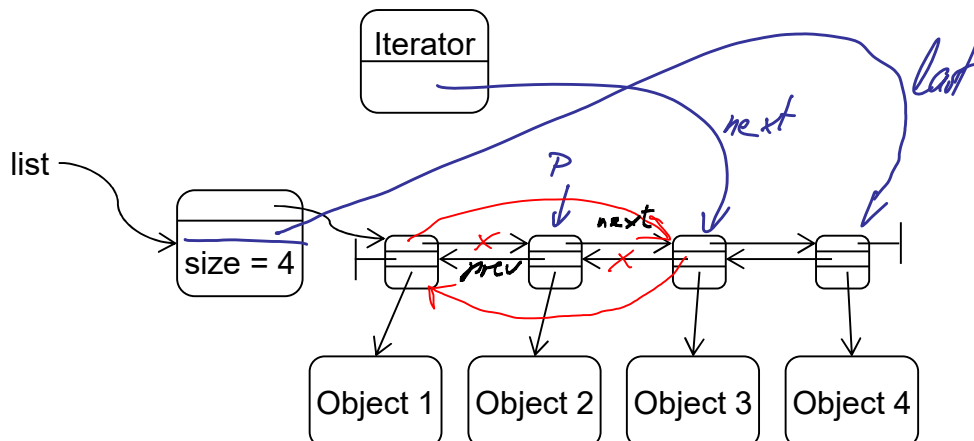 Iterator
last
next
P
list
next
size = 4
prev
Object 1
Object 2
Object 3
Object 4